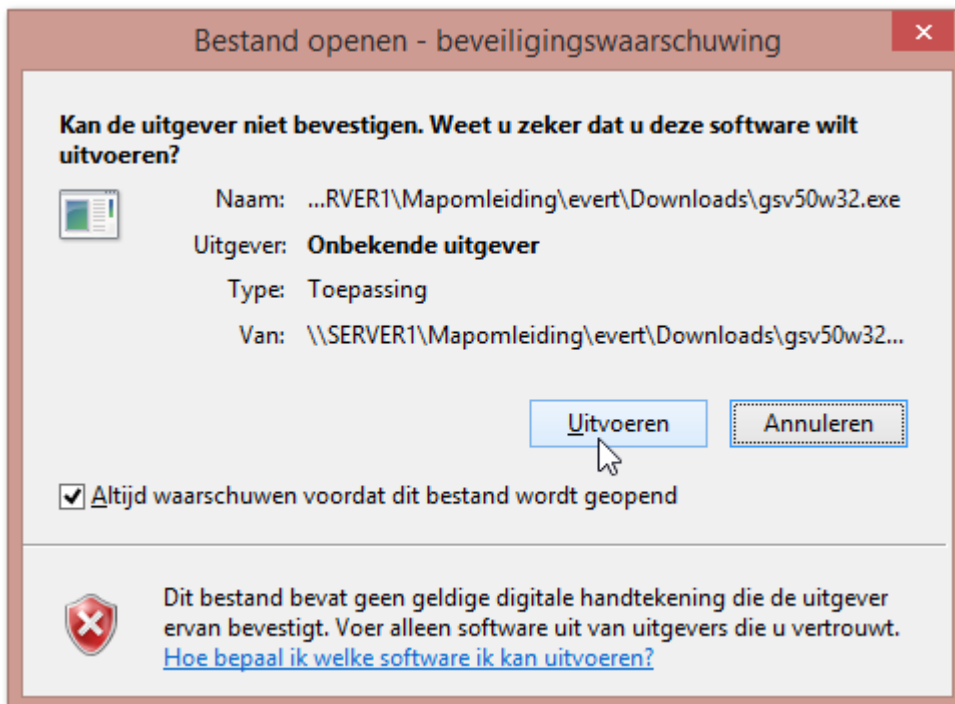 Bestand openen - beveiligingswaarschuwing
Kan de uitgever niet bevestigen. Weet u zeker dat u deze software wilt
uitvoeren?
Naam: ...RVER1\Mapomleiding\evert\Downloads\gsv50w32.exe
Uitgever: Onbekende uitgever
Type: Toepassing
Van: \\SERVER1\Mapomleiding\evert\Downloads\gsv50w32...
Uitvoeren Annuleren
Altijd waarschuwen voordat dit bestand wordt geopend
Dit bestand bevat geen geldige digitale handtekening die de uitgever
ervan bevestigt. Voer alleen software uit van uitgevers die u vertrouwt.
Hoe bepaal ik welke software ik kan uitvoeren?